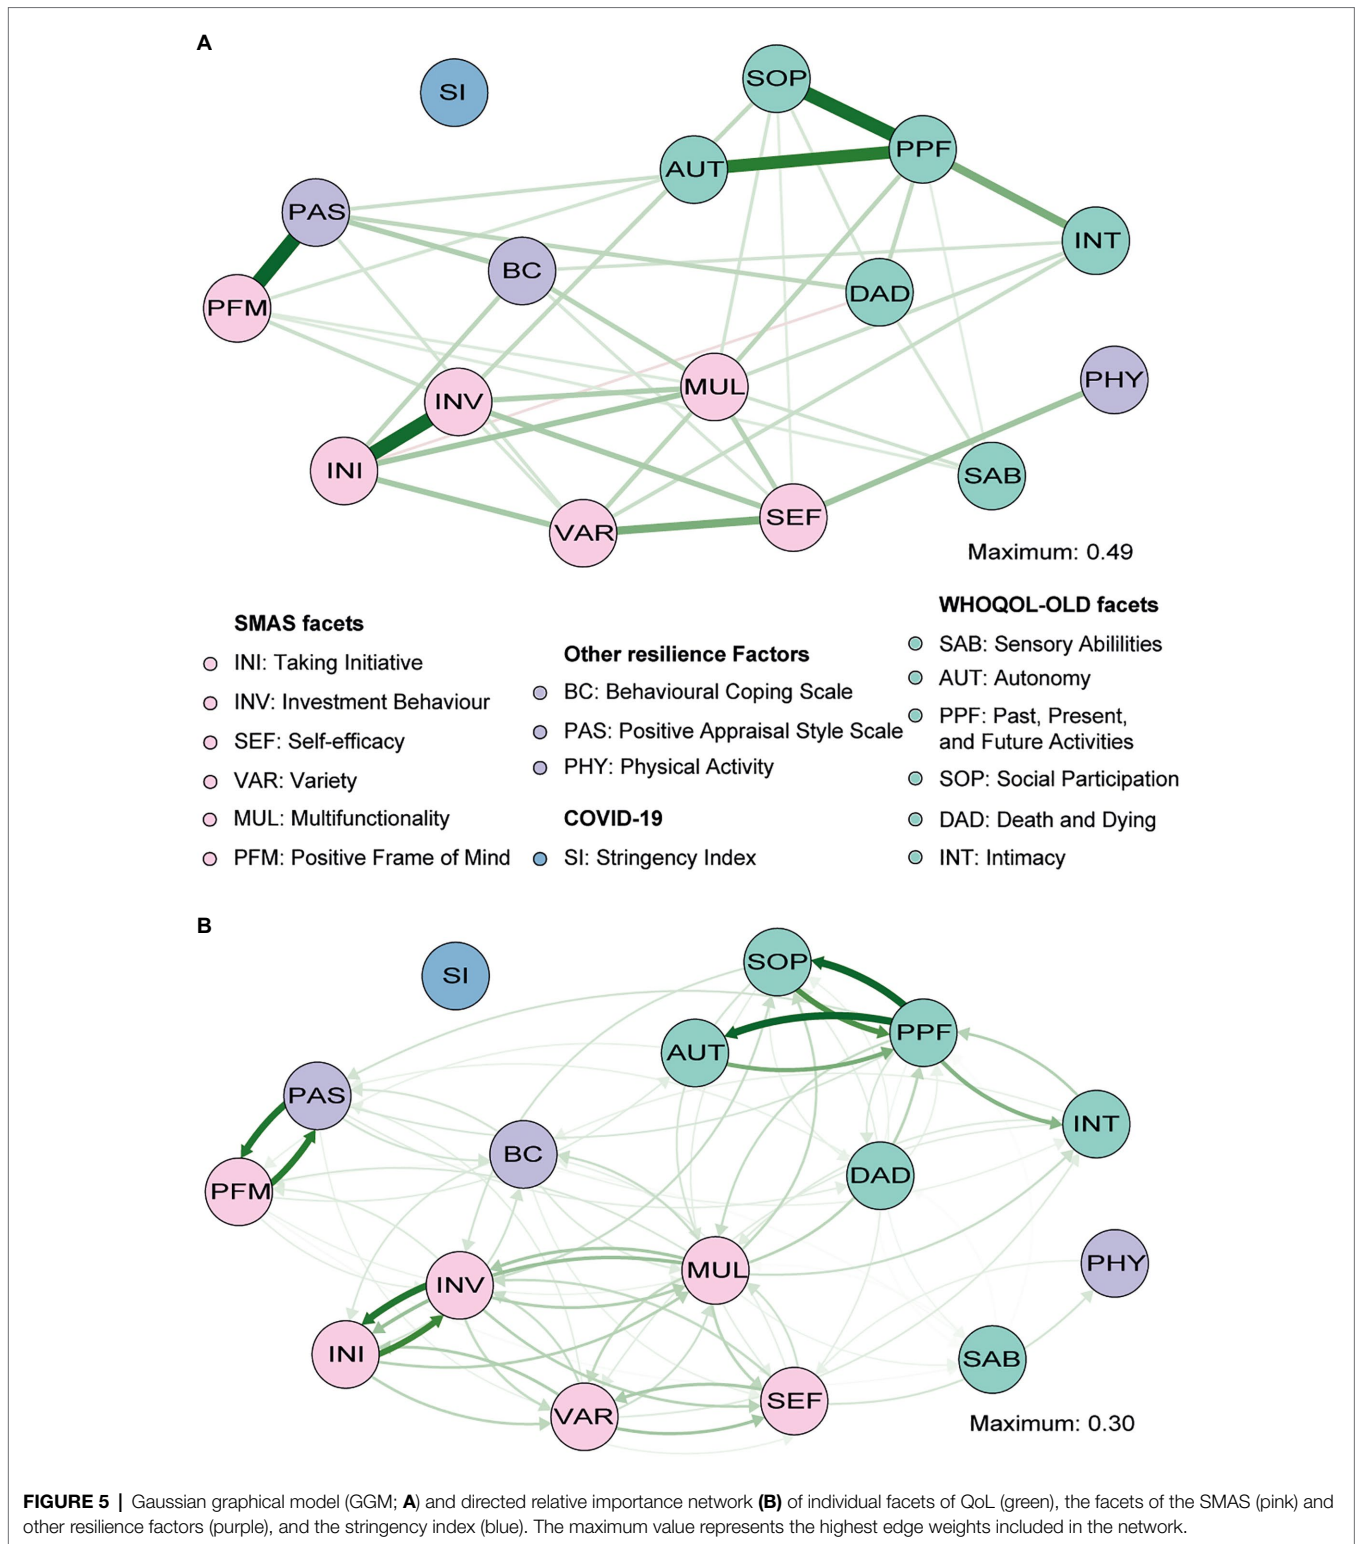 A
SI
SOP
AUT
PPF
PAS
INT
BC
DAD
PFM
PHY
MUL
INV
INI
SAB
VAR
SEF
Maximum: 0.49
SMAS facets
INI: Taking Initiative
INV: Investment Behaviour
SEF: Self-efficacy
VAR: Variety
MUL: Multifunctionality
PFM: Positive Frame of Mind
Other resilience Factors
BC: Behavioural Coping Scale
PAS: Positive Appraisal Style Scale
PHY: Physical Activity
COVID-19
SI: Stringency Index
WHOQOL-OLD facets
SAB: Sensory Abililities
AUT: Autonomy
PPF: Past, Present,
and Future Activities
SOP: Social Participation
DAD: Death and Dying
INT: Intimacy
B
SI
SOP
PPF
AUT
PAS
INT
BC
DAD
PFM
PHY
MUL
INV
INI
SAB
VAR
SEF
Maximum: 0.30
FIGURE 5 | Gaussian graphical model (GGM; A) and directed relative importance network (B) of individual facets of QoL (green), the facets of the SMAS (pink) and
other resilience factors (purple), and the stringency index (blue). The maximum value represents the highest edge weights included in the network.